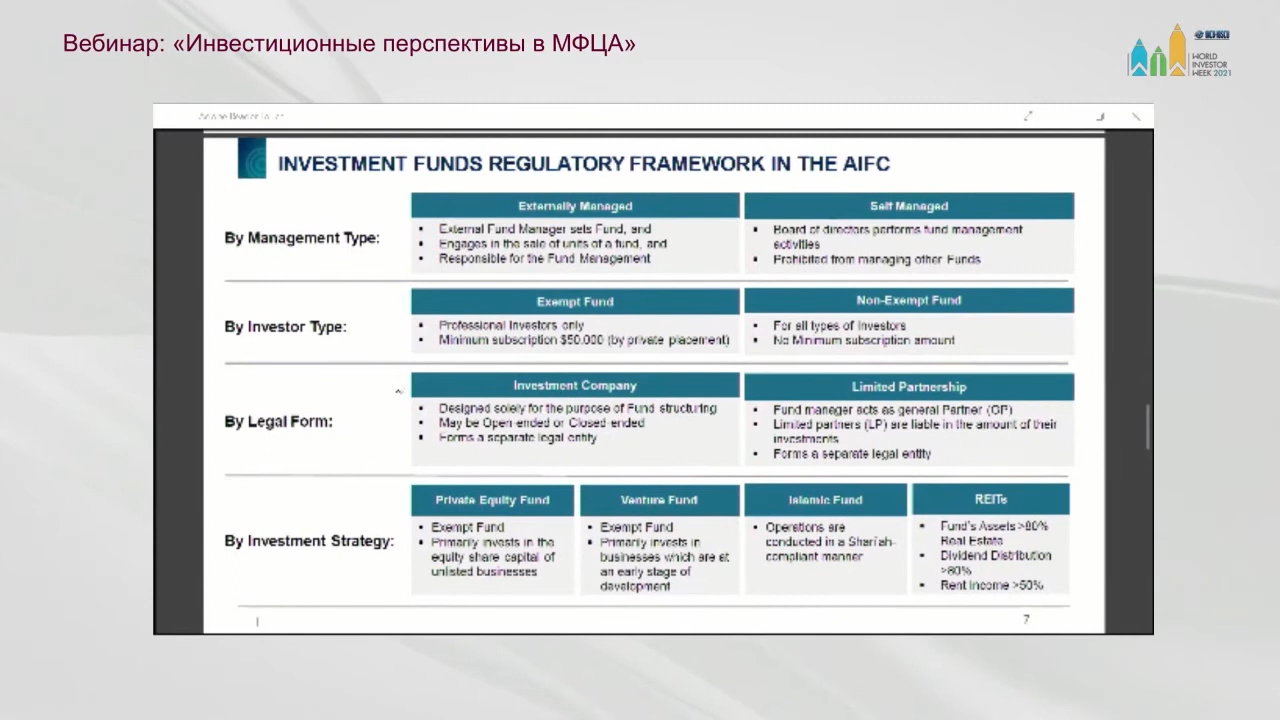 Вебинар: «Инвестиционные перспективы в МФЦА»
WORLD
INVESTOR
WEEK 2021
INVESTMENT FUNDS REGULATORY FRAMEWORK IN THE AIFC
By Management Type:
Externally Managed
▪ External Fund Manager sets Fund, and
▪ Engages in the sale of units of a fund, and
▪ Responsible for the Fund Management
Self Managed
▪ Board of directors performs fund management
activities
▪ Prohibited from managing other Funds
By Investor Type:
Exempt Fund
▪ Professional Investors only
▪ Minimum subscription $50,000 (by private placement)
Non-Exempt Fund
▪ For all types of Investors
▪ No Minimum subscription amount
By Legal Form:
Investment Company
▪ Designed solely for the purpose of Fund structuring
▪ May be Open-ended or Closed-ended
▪ Forms a separate legal entity
Limited Partnership
▪ Fund manager acts as general Partner (GP)
▪ Limited partners (LP) are liable in the amount of their
investments
▪ Forms a separate legal entity
By Investment Strategy:
Private Equity Fund
▪ Exempt Fund
▪ Primarily invests in the
equity share capital of
unlisted businesses
Venture Fund
▪ Exempt Fund
▪ Primarily invests in
businesses which are at
an early stage of
development
Islamic Fund
▪ Operations are
conducted in a Shari'ah-
compliant manner
REITs
▪ Fund's Assets >80%
Real Estate
▪ Dividend Distribution
>80%
▪ Rent Income >50%
7